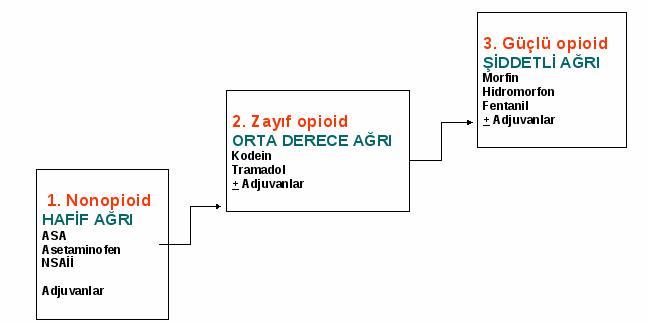 1. Nonopioid
HAFİF AĞRI
ASA
Asetaminofen
NSAİİ
Adjuvanlar
2. Zayıf opioid
ORTA DERECE AĞRI
Kodein
Tramadol
± Adjuvanlar
3. Güçlü opioid
ŞİDDETLİ AĞRI
Morfin
Hidromorfon
Fentanil
± Adjuvanlar